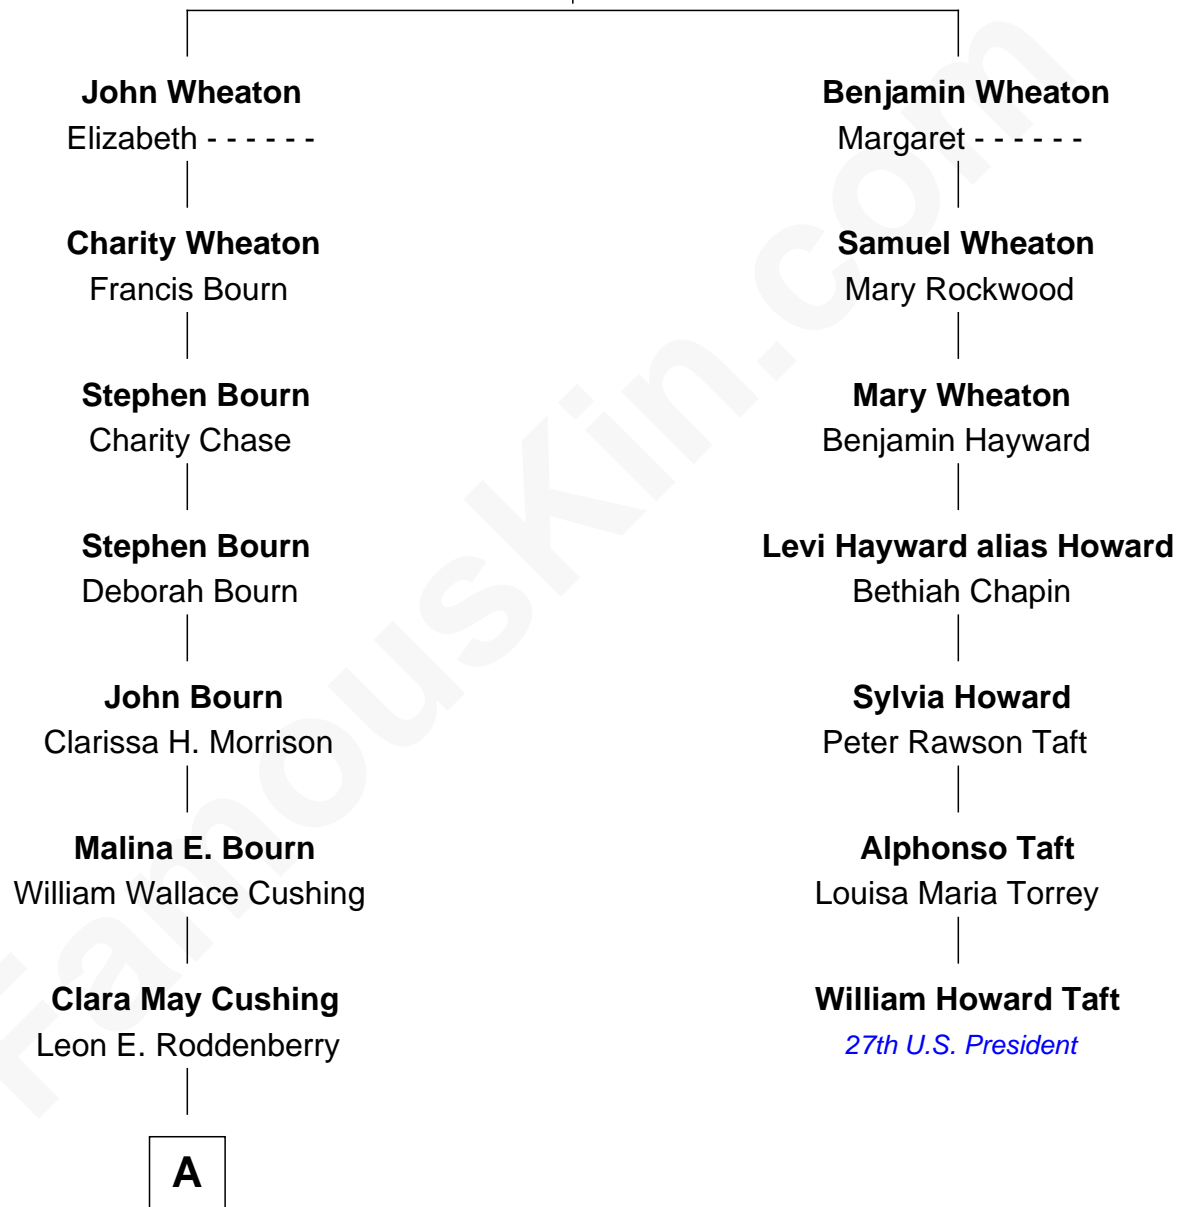 John Wheaton
Elizabeth - - - - - -
Charity Wheaton
Francis Bourn
Stephen Bourn
Charity Chase
Stephen Bourn
Deborah Bourn
John Bourn
Clarissa H. Morrison
Malina E. Bourn
William Wallace Cushing
Clara May Cushing
Leon E. Roddenberry
A
Benjamin Wheaton
Margaret - - - - - -
Samuel Wheaton
Mary Rockwood
Mary Wheaton
Benjamin Hayward
Levi Hayward alias Howard
Bethiah Chapin
Sylvia Howard
Peter Rawson Taft
Alphonso Taft
Louisa Maria Torrey
William Howard Taft
27th U.S. President
FamousKin.com